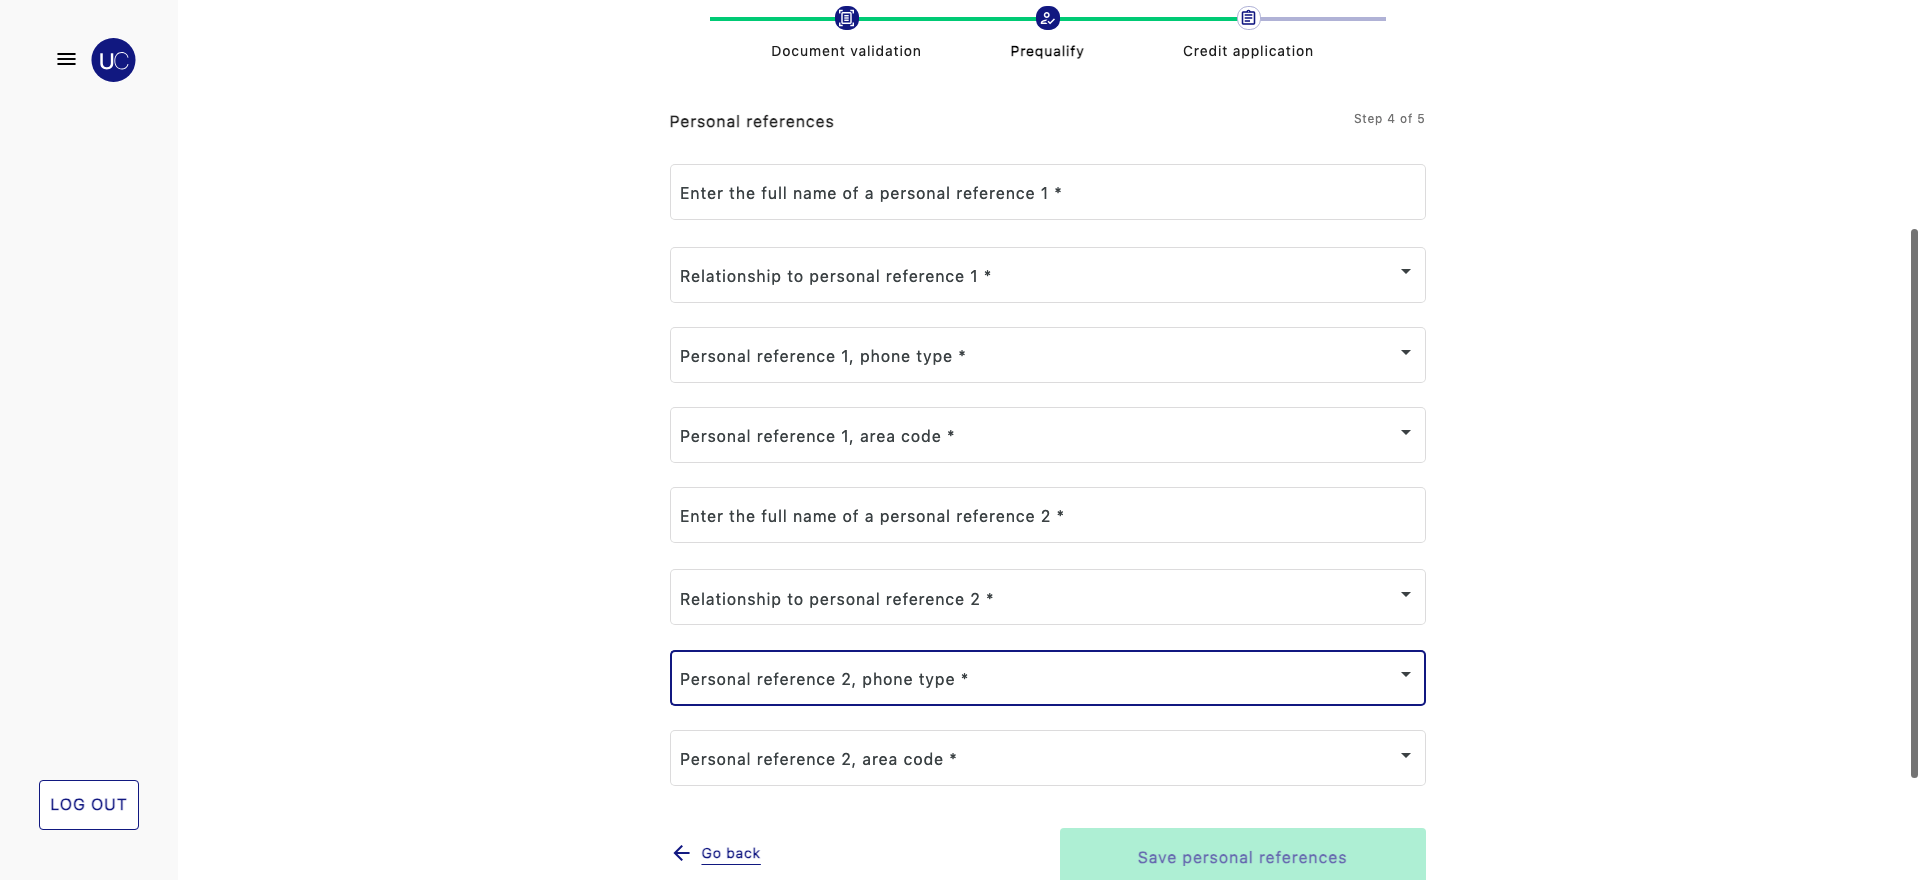 UC
Document validation
Prequalify
Credit application
Personal references
Step 4 of 5
Enter the full name of a personal reference 1 *
Relationship to personal reference 1 *
Personal reference 1, phone type *
Personal reference 1, area code *
Enter the full name of a personal reference 2 *
Relationship to personal reference 2 *
Personal reference 2, phone type *
Personal reference 2, area code *
LOG OUT
Go back
Save personal references